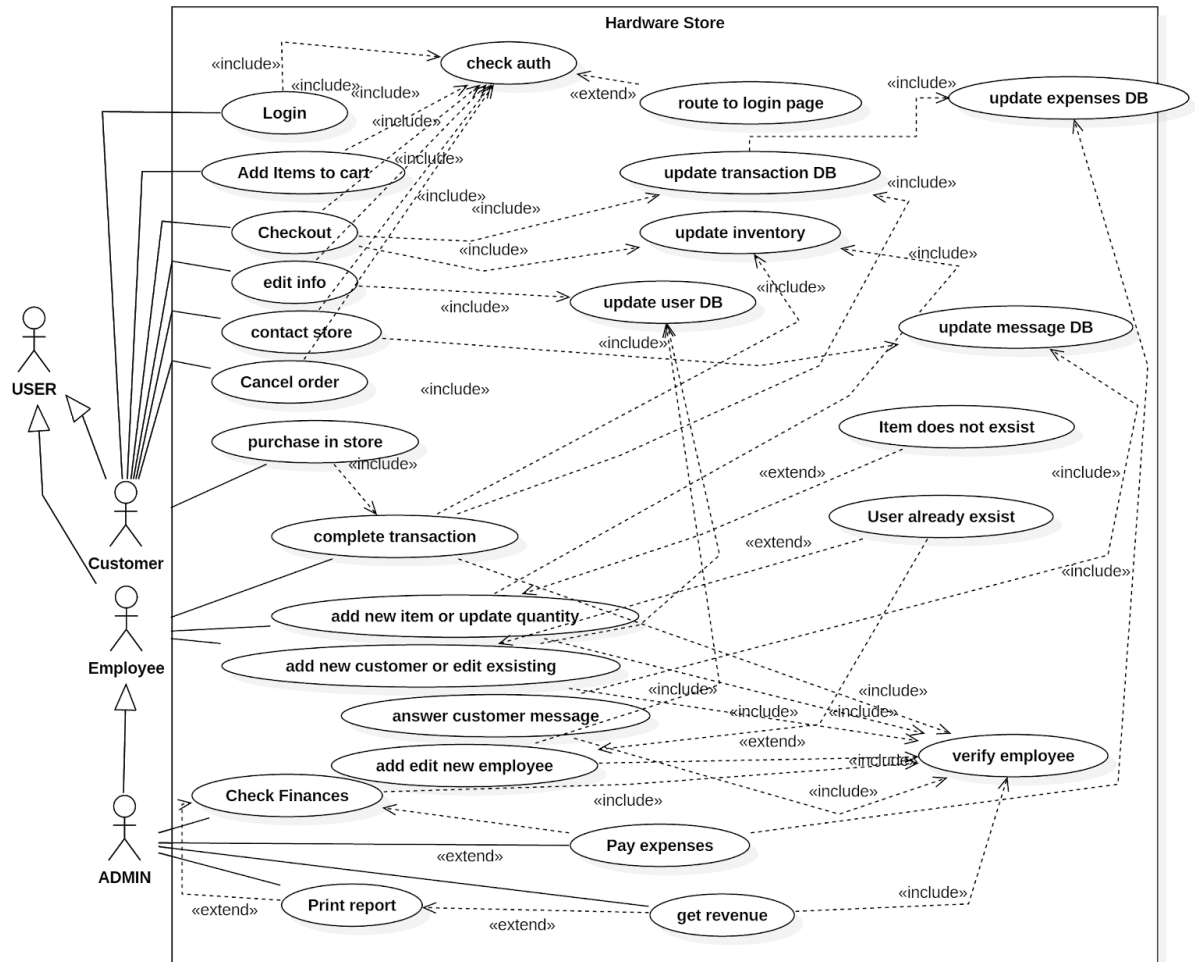 Hardware Store
check auth
«include»
«include»
«include»
«extend»
route to login page
«include»
update expenses DB
Login
«include»
«include»
Add Items to cart
update transaction DB
«include»
«include»
«include»
Checkout
update inventory
«include»
«include»
edit info
«include»
«include»
update user DB
update message DB
contact store
«include»
USER
Cancel order
«include»
purchase in store
Item does not exsist
«include»
«extend»
«include»
User already exsist
complete transaction
«extend»
Customer
«include»
add new item or update quantity
Employee
add new customer or edit exsisting
«include»
«include»
answer customer message
«include»
«include»
«extend»
verify employee
add edit new employee
«include»
Check Finances
«include»
«include»
Pay expenses
«extend»
ADMIN
«include»
Print report
«extend»
get revenue
«extend»